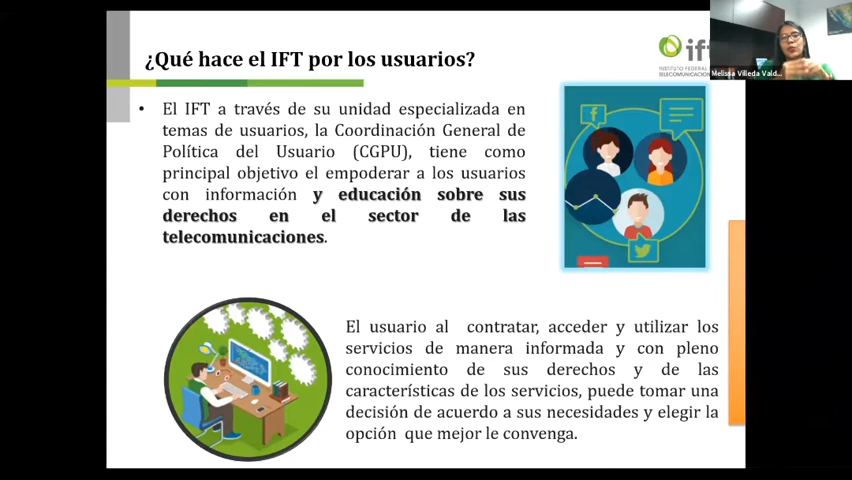 ¿Qué hace el IFT por los usuarios?
ift
INSTITUTO FEDERAL
TELECOMUNICACIONES
Melissa Villeda Vald...
• El IFT a través de su unidad especializada en
temas de usuarios, la Coordinación General de
Política del Usuario (CGPU), tiene como
principal objetivo el empoderar a los usuarios
con información y educación sobre sus
derechos en el sector de las
telecomunicaciones.
El usuario al contratar, acceder y utilizar los
servicios de manera informada y con pleno
conocimiento de sus derechos y de las
características de los servicios, puede tomar una
decisión de acuerdo a sus necesidades y elegir la
opción que mejor le convenga.